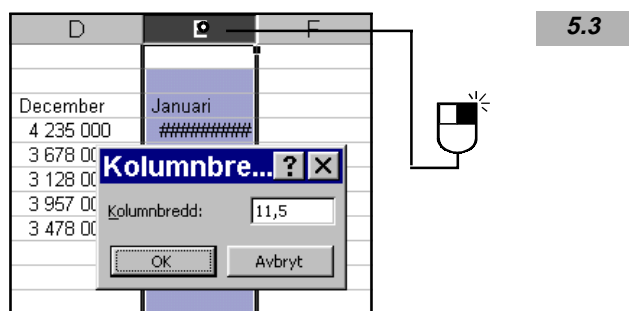 D E F
5.3
December Januari
4 235 000 ##########
3 678 00
3 128 00
3 957 00
3 478 00
Kolumnbre... ? ×
Kolumnbredd: 11,5
OK Avbryt